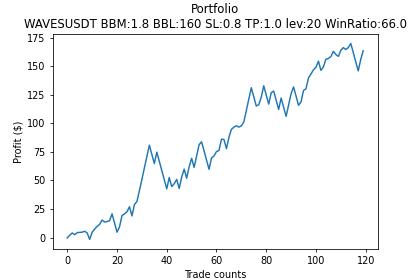 Portfolio
WAVESUSDT BBM:1.8 BBL:160 SL:0.8 TP:1.0 lev:20 WinRatio:66.0
175
150
125
100
75
50
25
0
Profit ($)
0 20 40 60 80 100 120
Trade counts